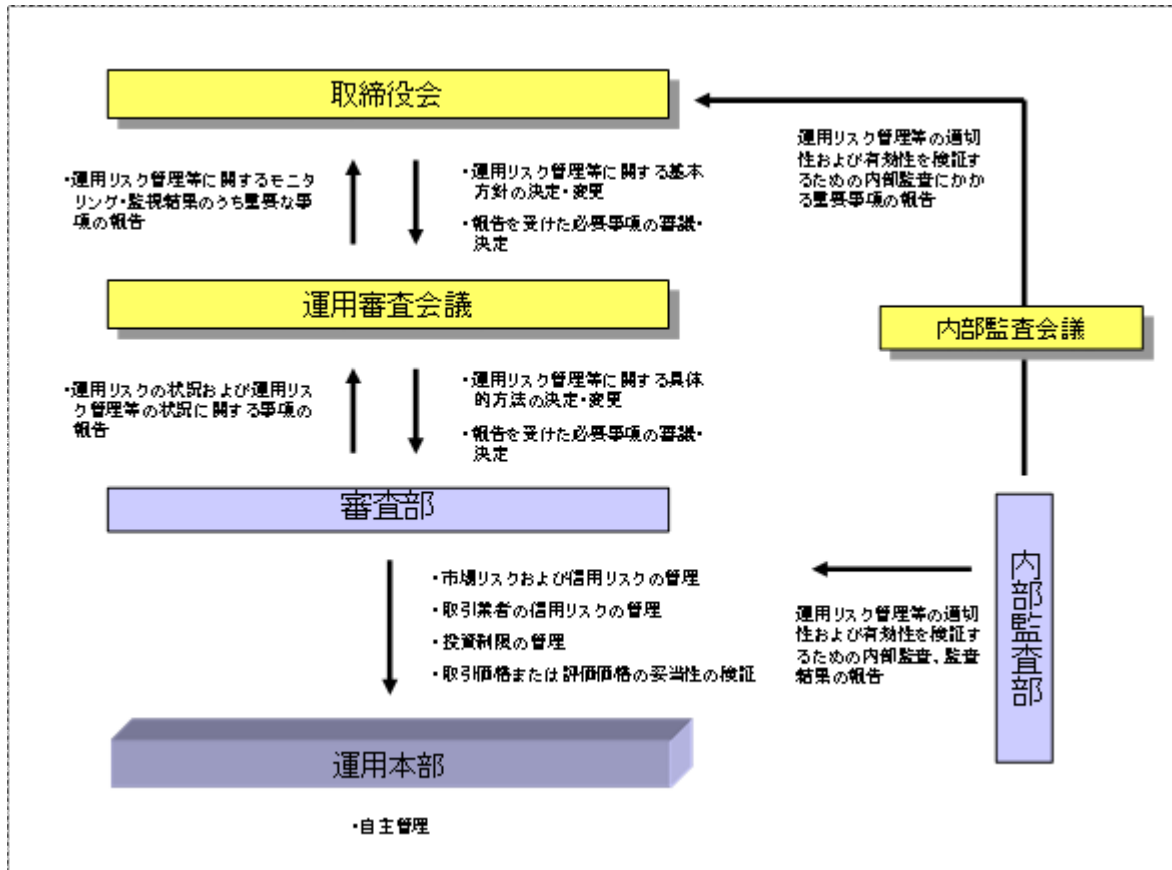 取締役会
・運用リスク管理等に関するモニタ
リング・監視結果のうち重要な事
項の報告
・運用リスク管理等に関する基本
方針の決定・変更
・報告を受けた必要事項の審議・
決定
運用リスク管理等の適切
性および有効性を検証す
るための内部監査にかか
る重要事項の報告
運用審査会議
内部監査会議
・運用リスクの状況および運用リス
ク管理等の状況に関する事項の
報告
・運用リスク管理等に関する具体
的方法の決定・変更
・報告を受けた必要事項の審議・
決定
審査部
・市場リスクおよび信用リスクの管理
・取引業者の信用リスクの管理
・投資制限の管理
・取引価格または評価価格の妥当性の検証
運用リスク管理等の適切
性および有効性を検証す
るための内部監査、監査
結果の報告
内部監査部
運用本部
・自主管理